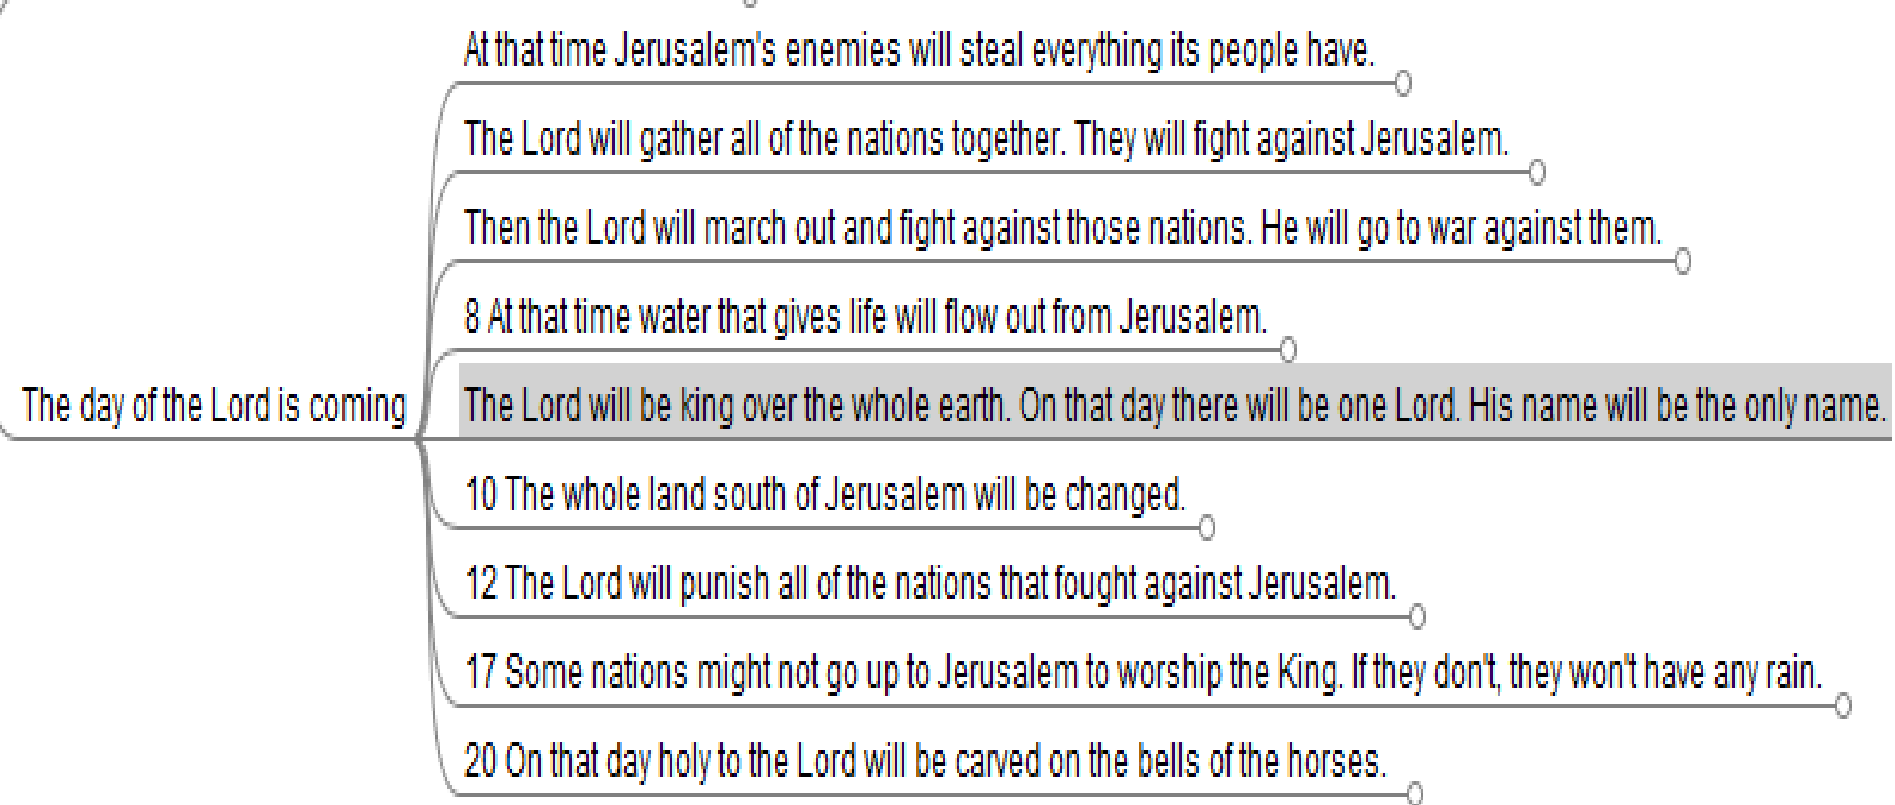 At that time Jerusalem's enemies will steal everything its people have.
The Lord will gather all of the nations together. They will fight against Jerusalem.
Then the Lord will march out and fight against those nations. He will go to war against them.
8 At that time water that gives life will flow out from Jerusalem.
The day of the Lord is coming
The Lord will be king over the whole earth. On that day there will be one Lord. His name will be the only name.
10 The whole land south of Jerusalem will be changed.
12 The Lord will punish all of the nations that fought against Jerusalem.
17 Some nations might not go up to Jerusalem to worship the King. If they don't, they won't have any rain.
20 On that day holy to the Lord will be carved on the bells of the horses.